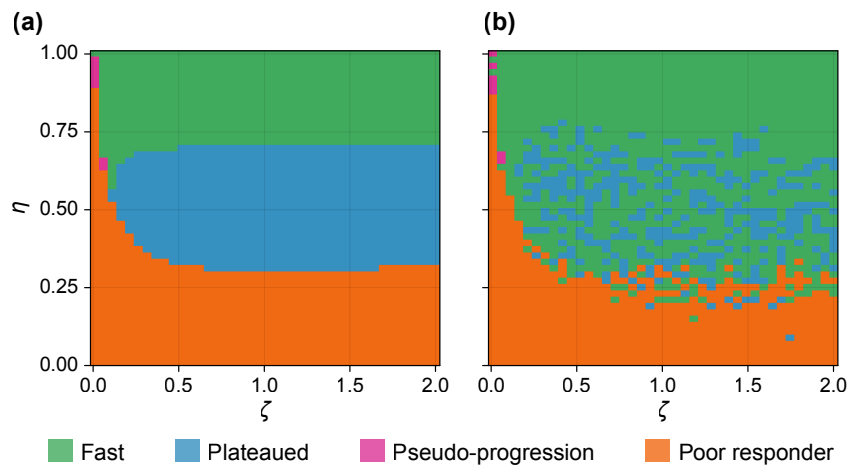 (a)
(b)
1.00
0.75
0.50
0.25
0.00
η
0.0
0.5
1.0
1.5
2.0
ζ
0.0
0.5
1.0
1.5
2.0
ζ
Fast
Plateaued
Pseudo-progression
Poor responder